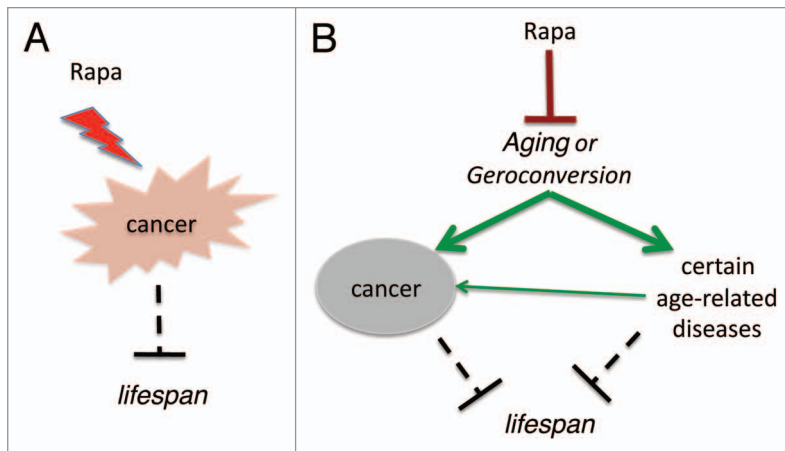 A
Rapa
cancer
lifespan
B
Rapa
Aging or
Geroconversion
cancer
certain
age-related
diseases
lifespan